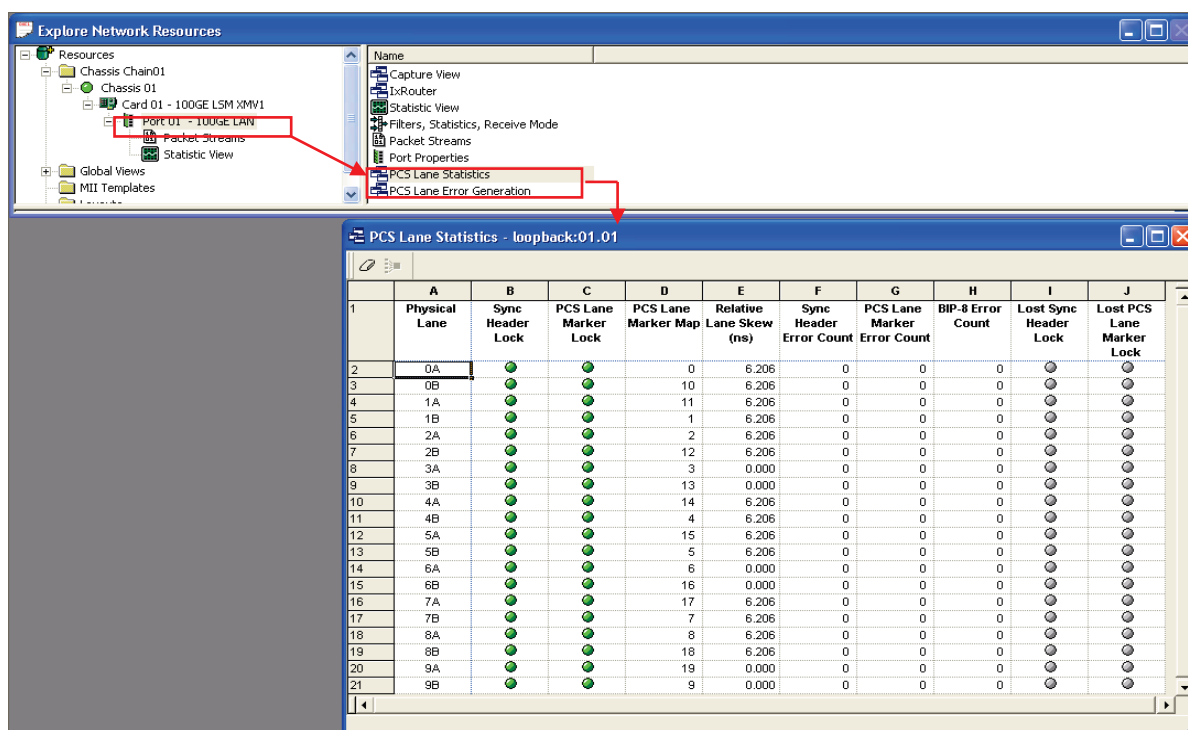 Explore Network Resources
Resources
Chassis Chain01
Chassis 01
Card 01 - 100GE LSM XMV1
Port 01 - 100GE LAN
Packet Streams
Statistic View
Global Views
MII Templates
Name
Capture View
IxRouter
Statistic View
Filters, Statistics, Receive Mode
Packet Streams
Port Properties
PCS Lane Statistics
PCS Lane Error Generation
PCS Lane Statistics - loopback:01.01
A B C D E F G H I J
1 Physical Lane Sync Header Lock PCS Lane Marker Lock PCS Lane Marker Map Relative Lane Skew (ns) Sync Header Error Count PCS Lane Marker Error Count BIP-8 Error Count Lost Sync Header Lock Lost PCS Lane Marker Lock
2 0A 0 6.206 0 0 0
3 0B 10 6.206 0 0 0
4 1A 11 6.206 0 0 0
5 1B 1 6.206 0 0 0
6 2A 2 6.206 0 0 0
7 2B 12 6.206 0 0 0
8 3A 3 0.000 0 0 0
9 3B 13 0.000 0 0 0
10 4A 14 6.206 0 0 0
11 4B 4 6.206 0 0 0
12 5A 15 6.206 0 0 0
13 5B 5 6.206 0 0 0
14 6A 6 0.000 0 0 0
15 6B 16 0.000 0 0 0
16 7A 17 6.206 0 0 0
17 7B 7 6.206 0 0 0
18 8A 8 6.206 0 0 0
19 8B 18 6.206 0 0 0
20 9A 19 0.000 0 0 0
21 9B 9 0.000 0 0 0